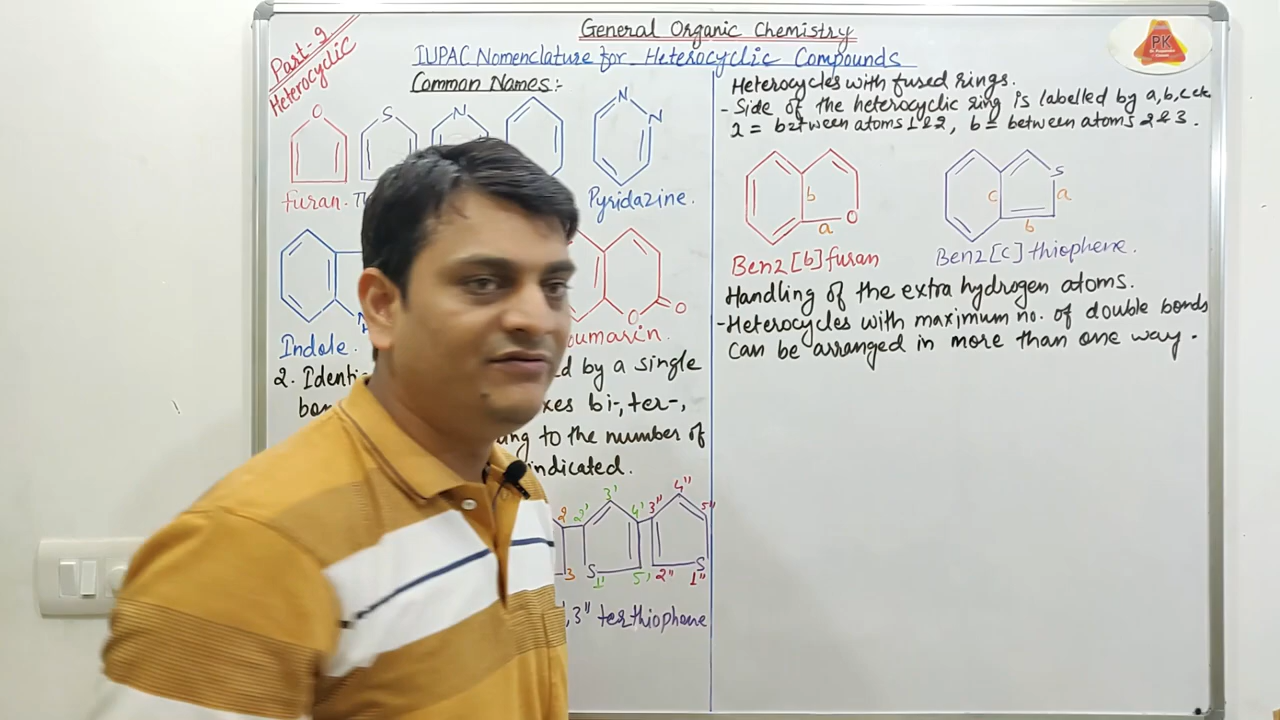 General Organic Chemistry
IUPAC Nomenclature for Heterocyclic Compounds
Part-9
Heterocyclic
Common Names:-
O
S
N
N
N
furan.
Pyridazine.
O
O
Indole.
oumarin.
2. Identi
d by a single
bon
xes bi-, ter-,
ng to the number of
indicated.
2 2' 3' 4' 3" 4" 5"
3 S 1' 5' 2" S 1"
,3" terthiophene
Heterocycles with fused rings.
- Side of the heterocyclic ring is labelled by a,b,c etc
a = between atoms 1 & 2, b = between atoms 2 & 3.
b
a
O
c
S
a
b
Benz[b]furan
Benz[c]thiophene.
Handling of the extra hydrogen atoms.
-Heterocycles with maximum no. of double bonds
Can be arranged in more than one way.
PK